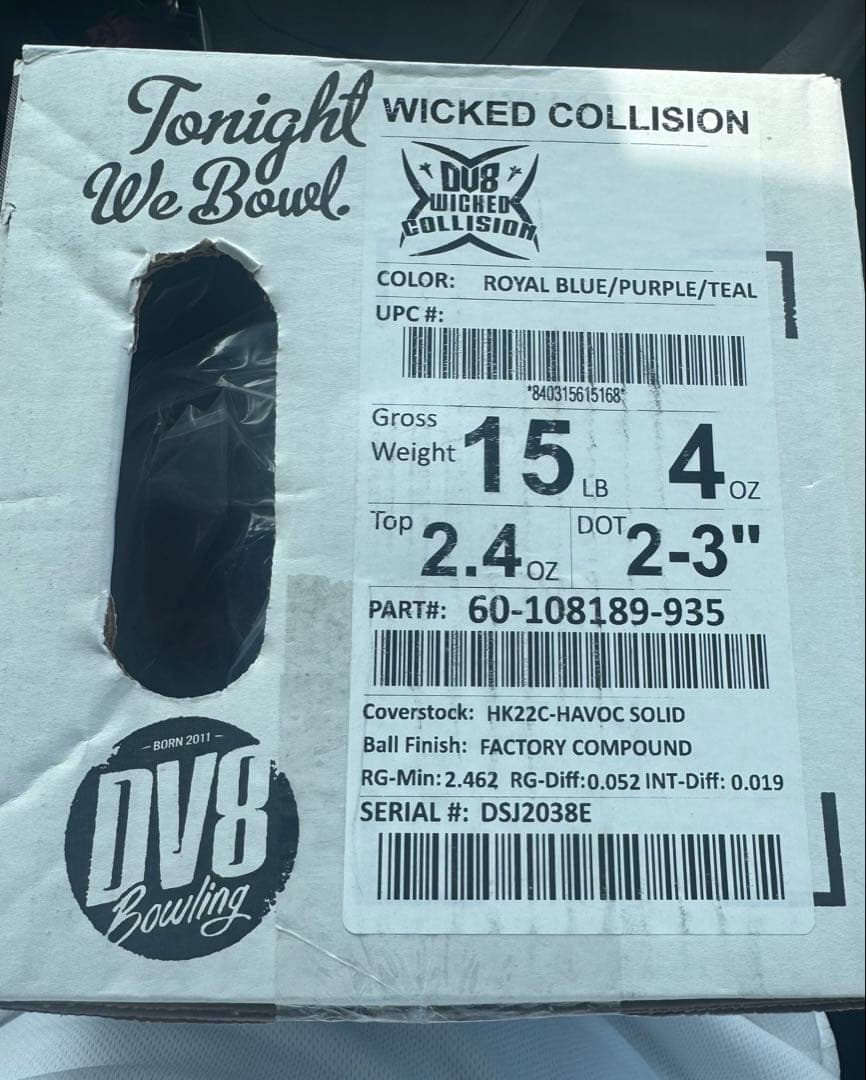 Tonight
We Bowl.
WICKED COLLISION
DV8
WICKED
COLLISION
COLOR: ROYAL BLUE/PURPLE/TEAL
UPC #:
*840315615168*
Gross
Weight 15 LB 4 OZ
Top 2.4 OZ DOT 2-3"
PART#: 60-108189-935
Coverstock: HK22C-HAVOC SOLID
Ball Finish: FACTORY COMPOUND
RG-Min: 2.462 RG-Diff:0.052 INT-Diff: 0.019
SERIAL #: DSJ2038E
BORN 2011
DV8
Bowling